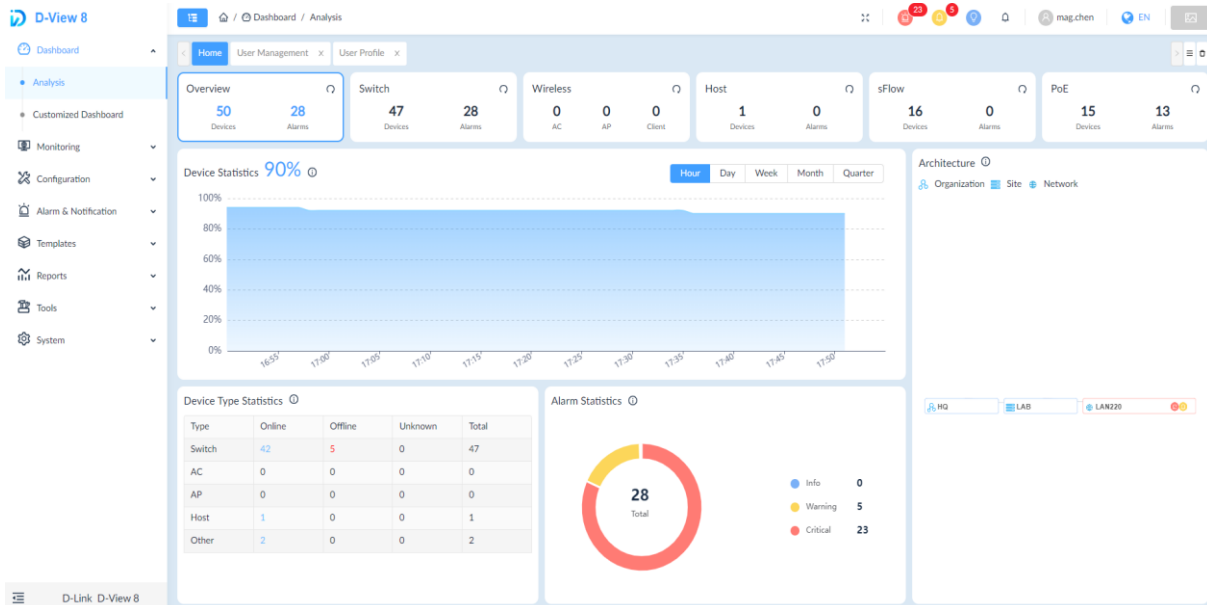 D-View 8
/ Dashboard / Analysis
23
5
mag.chen
EN
Dashboard
Analysis
Customized Dashboard
Monitoring
Configuration
Alarm & Notification
Templates
Reports
Tools
System
D-Link D-View 8
Home
User Management x
User Profile x
Overview
50 28
Devices Alarms
Switch
47 28
Devices Alarms
Wireless
0 0 0
AC AP Client
Host
1 0
Devices Alarms
sFlow
16 0
Devices Alarms
PoE
15 13
Devices Alarms
Device Statistics 90%
Hour Day Week Month Quarter
100%
80%
60%
40%
20%
0%
16:55 17:00 17:05 17:10 17:15 17:20 17:25 17:30 17:35 17:40 17:45 17:50
Architecture
Organization Site Network
HQ LAB LAN220
Device Type Statistics
Type Online Offline Unknown Total
Switch 42 5 0 47
AC 0 0 0 0
AP 0 0 0 0
Host 1 0 0 1
Other 2 0 0 2
Alarm Statistics
28
Total
Info 0
Warning 5
Critical 23